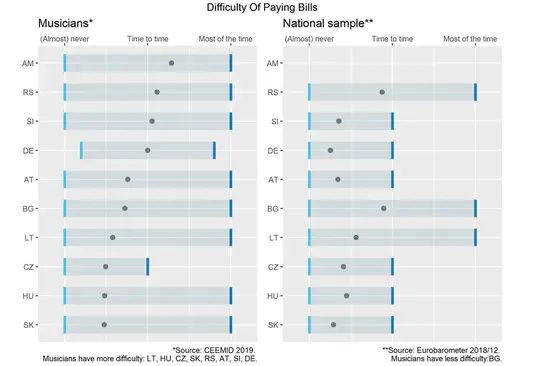 Difficulty Of Paying Bills
Musicians*
National sample**
(Almost) never Time to time Most of the time
(Almost) never Time to time Most of the time
AM
RS
SI
DE
AT
BG
LT
CZ
HU
SK
AM
RS
SI
DE
AT
BG
LT
CZ
HU
SK
*Source: CEEMID 2019.
Musicians have more difficulty: LT, HU, CZ, SK, RS, AT, SI, DE.
**Source: Eurobarometer 2018/12.
Musicians have less difficulty:BG.